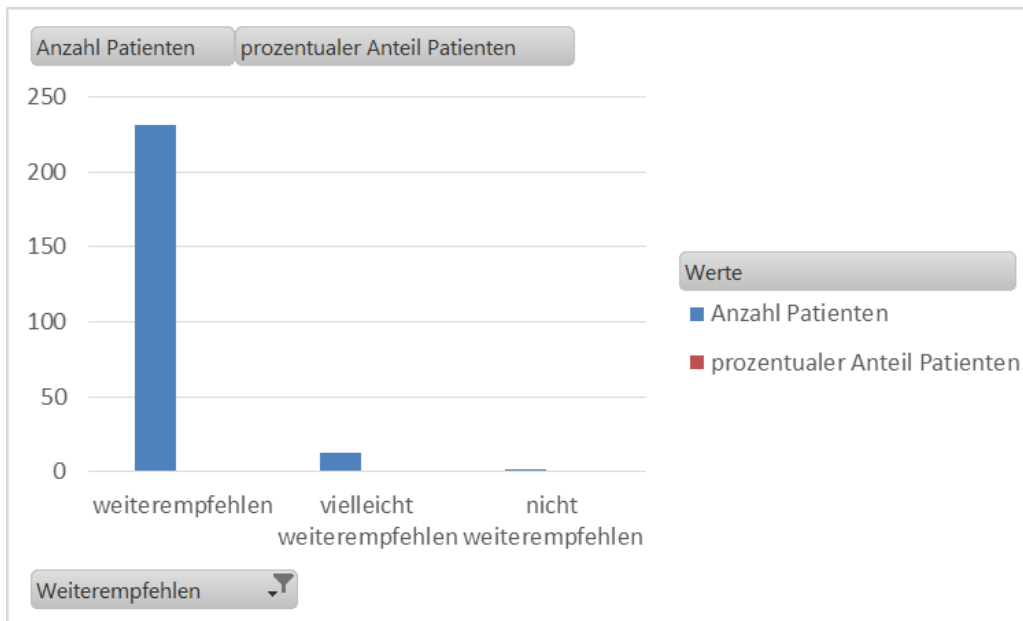 Anzahl Patienten
prozentualer Anteil Patienten
250
200
150
100
50
0
weiterempfehlen
vielleicht
weiterempfehlen
nicht
weiterempfehlen
Werte
Anzahl Patienten
prozentualer Anteil Patienten
Weiterempfehlen